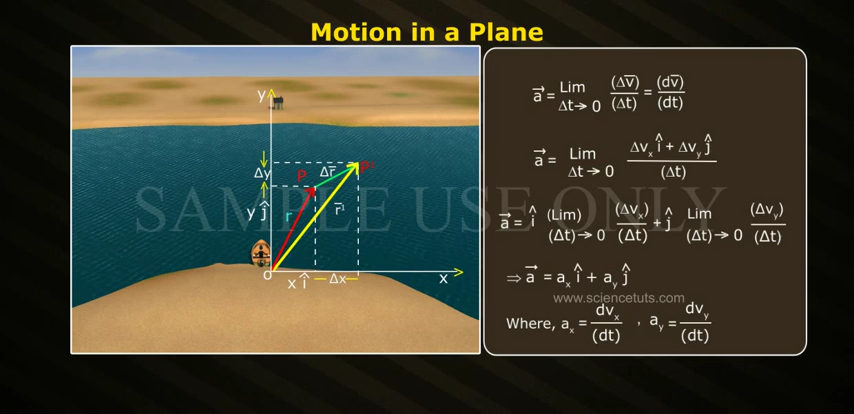 Motion in a Plane
y
Δy
P
Δr̅
P¹
y ĵ
r
r̅¹
O
x î
Δx
x
a⃗ = Lim Δt→0 (Δv̅)/(Δt) = (dv̅)/(dt)
a⃗ = Lim Δt→0 (Δvₓ î + Δv_y ĵ)/(Δt)
a⃗ = î (Lim) (Δt)→0 (Δvₓ)/(Δt) + ĵ Lim (Δt)→0 (Δv_y)/(Δt)
⇒ a⃗ = aₓ î + a_y ĵ
www.sciencetuts.com
Where, aₓ = dvₓ/(dt) , a_y = dv_y/(dt)
SAMPLE USE ONLY